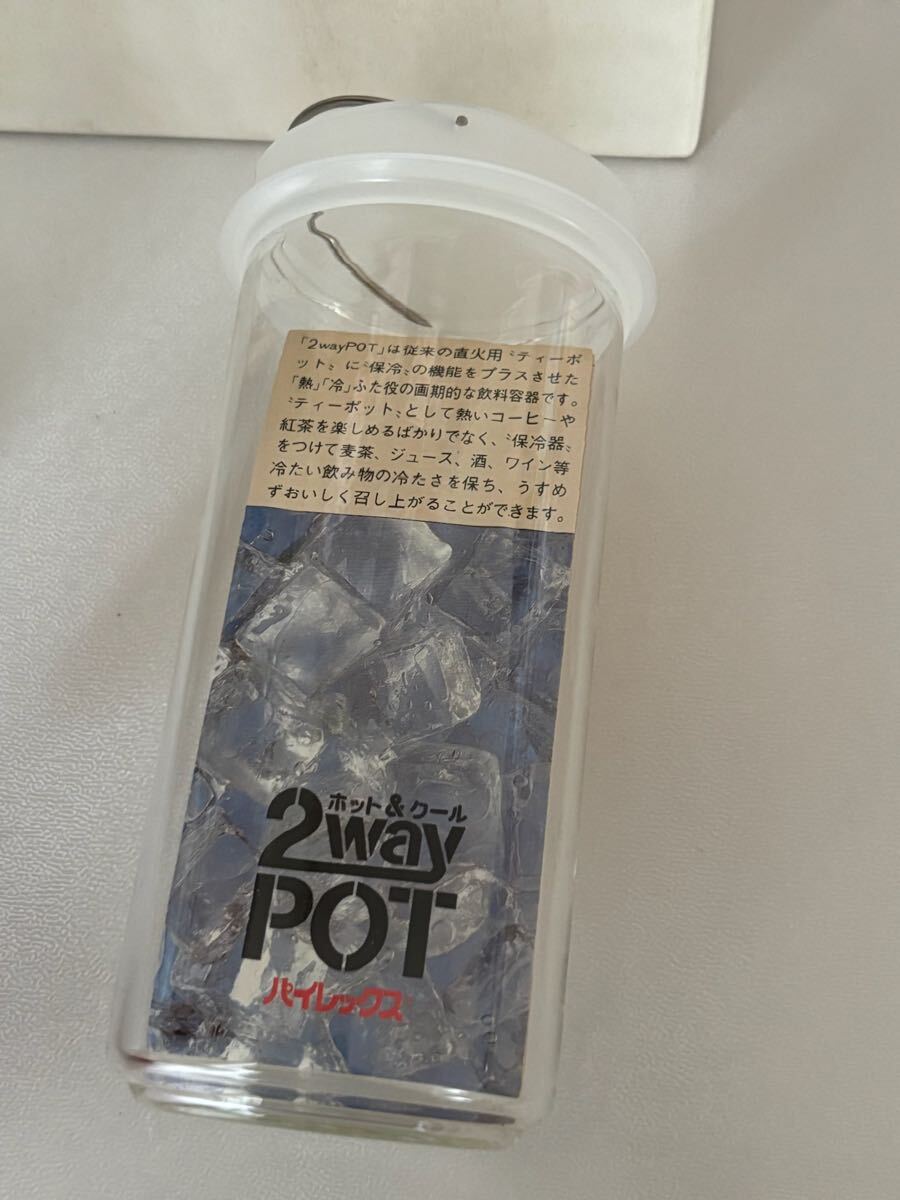 「2wayPOT」は従来の直火用〝ティーポ
ット〟に〝保冷〟の機能をプラスさせた
「熱」「冷」ふた役の画期的な飲料容器です。
〝ティーポット〟として熱いコーヒーや
紅茶を楽しめるばかりでなく、〝保冷器〟
をつけて麦茶、ジュース、酒、ワイン等
冷たい飲み物の冷たさを保ち、うすめ
ずおいしく召し上がることができます。
ホット&クール
2way
POT
パイレックス